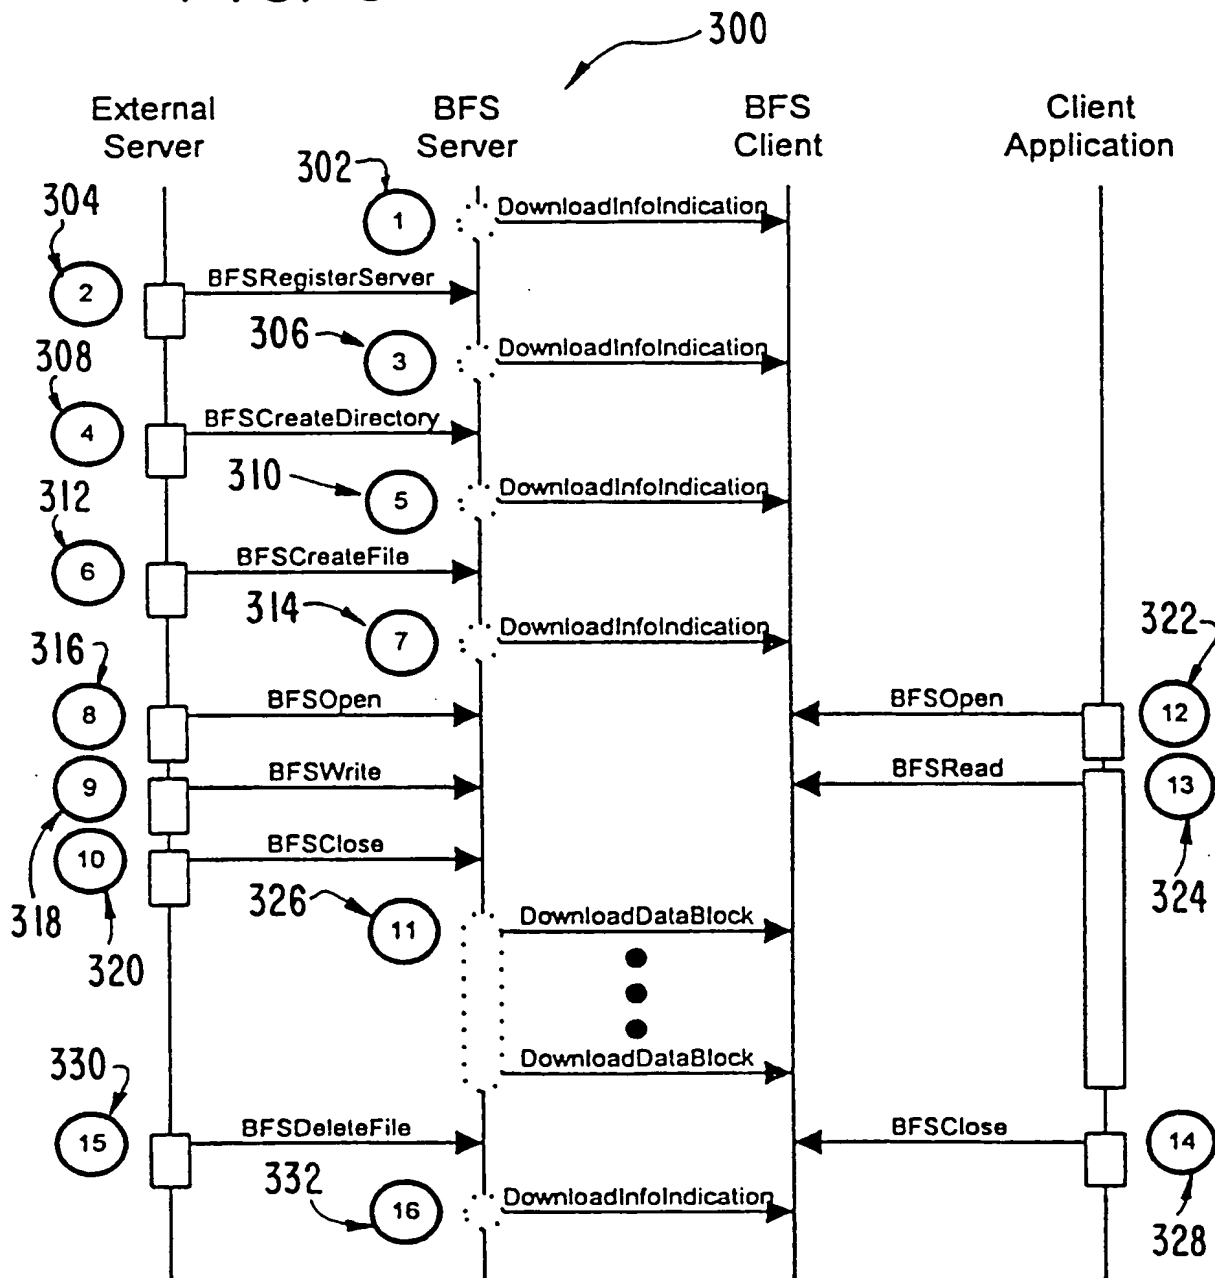 300
External Server
BFS Server
BFS Client
Client Application
302
1
DownloadInfoIndication
304
2
BFSRegisterServer
306
3
DownloadInfoIndication
308
4
BFSCreateDirectory
310
5
DownloadInfoIndication
312
6
BFSCreateFile
314
7
DownloadInfoIndication
316
8
BFSOpen
BFSOpen
12
322
9
BFSWrite
BFSRead
13
318
324
10
BFSClose
320
326
11
DownloadDataBlock
DownloadDataBlock
330
15
BFSDeleteFile
BFSClose
14
328
332
16
DownloadInfoIndication